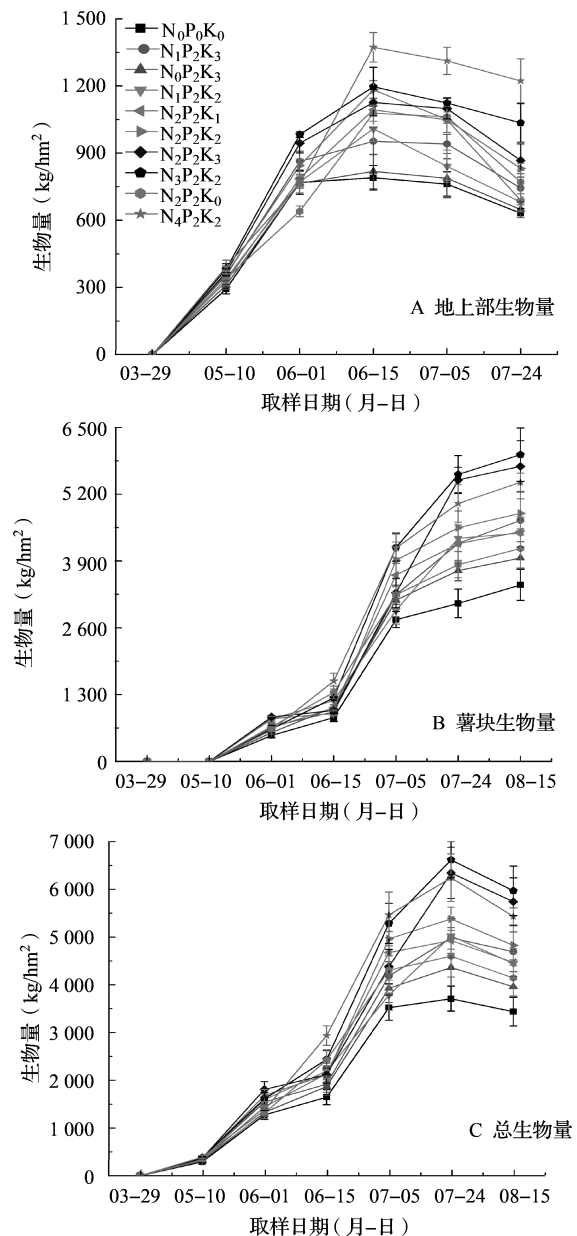 1 500
1 200
900
600
300
0
生物量（kg/hm²）
N₀P₀K₀
N₁P₂K₃
N₀P₂K₃
N₁P₂K₂
N₂P₂K₁
N₂P₂K₂
N₂P₂K₃
N₃P₂K₂
N₂P₂K₀
N₄P₂K₂
A 地上部生物量
03-29 05-10 06-01 06-15 07-05 07-24
取样日期（月-日）
6 500
5 200
3 900
2 600
1 300
0
生物量（kg/hm²）
B 薯块生物量
03-29 05-10 06-01 06-15 07-05 07-24 08-15
取样日期（月-日）
7 000
6 000
5 000
4 000
3 000
2 000
1 000
0
生物量（kg/hm²）
C 总生物量
03-29 05-10 06-01 06-15 07-05 07-24 08-15
取样日期（月-日）